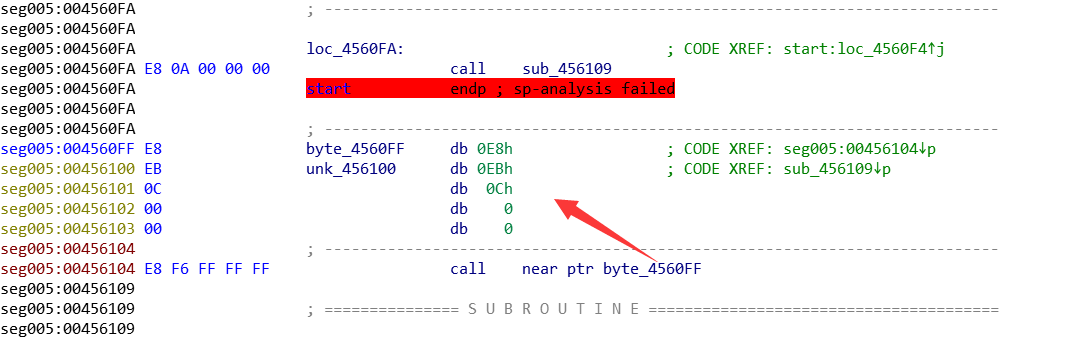 seg005:004560FA ; ---------------------------------------------------------------------------
seg005:004560FA
seg005:004560FA loc_4560FA: ; CODE XREF: start:loc_4560F4↑j
seg005:004560FA E8 0A 00 00 00 call sub_456109
seg005:004560FA start endp ; sp-analysis failed
seg005:004560FA
seg005:004560FA ; ---------------------------------------------------------------------------
seg005:004560FF E8 byte_4560FF db 0E8h ; CODE XREF: seg005:00456104↓p
seg005:00456100 EB unk_456100 db 0EBh ; CODE XREF: sub_456109↓p
seg005:00456101 0C db 0Ch
seg005:00456102 00 db 0
seg005:00456103 00 db 0
seg005:00456104 ; ---------------------------------------------------------------------------
seg005:00456104 E8 F6 FF FF FF call near ptr byte_4560FF
seg005:00456109
seg005:00456109 ; =============== S U B R O U T I N E =======================================
seg005:00456109